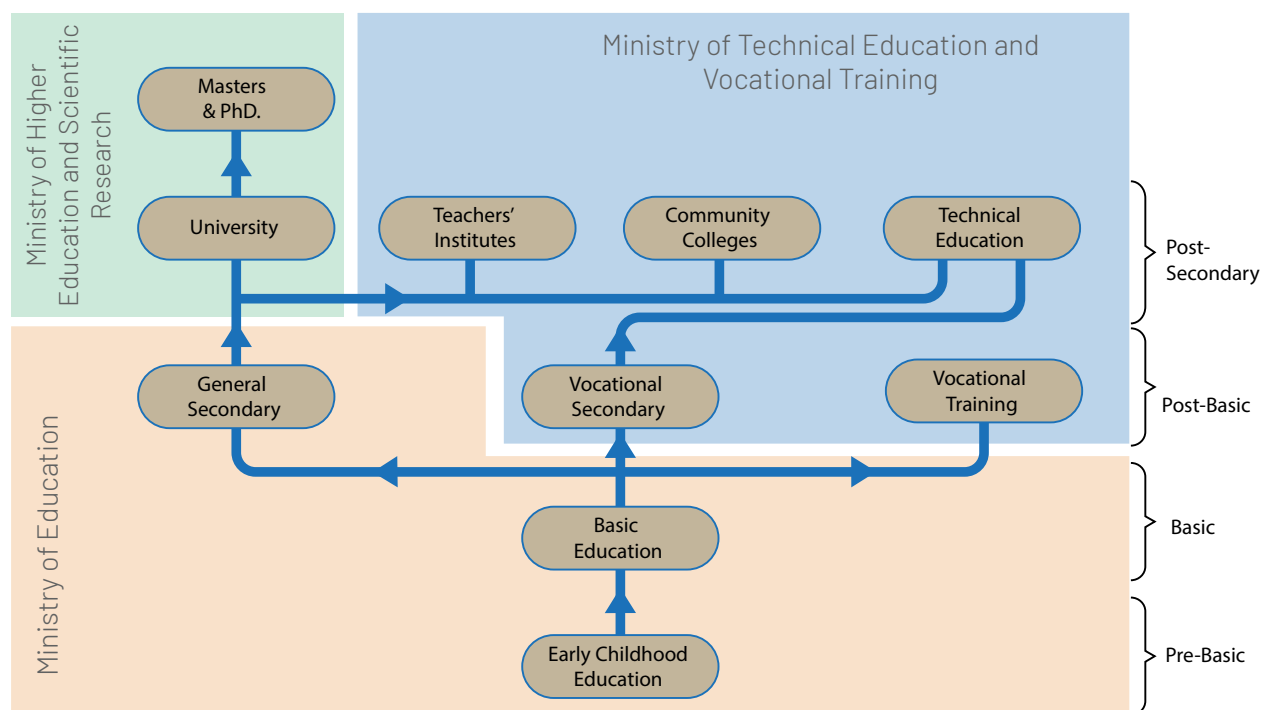 Ministry of Higher
Education and Scientific
Research
Ministry of Technical Education and
Vocational Training
Masters
& PhD.
University
Teachers'
Institutes
Community
Colleges
Technical
Education
Post-
Secondary
General
Secondary
Vocational
Secondary
Vocational
Training
Post-Basic
Ministry of Education
Basic
Education
Basic
Early Childhood
Education
Pre-Basic